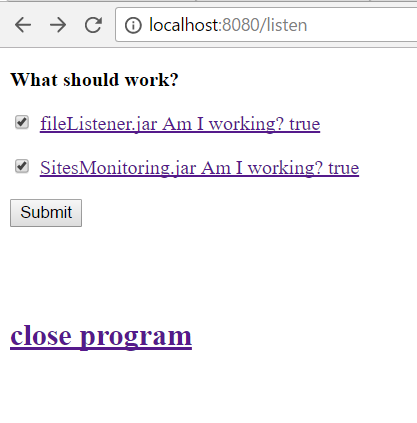 localhost:8080/listen
What should work?
fileListener.jar Am I working? true
SitesMonitoring.jar Am I working? true
Submit
close program